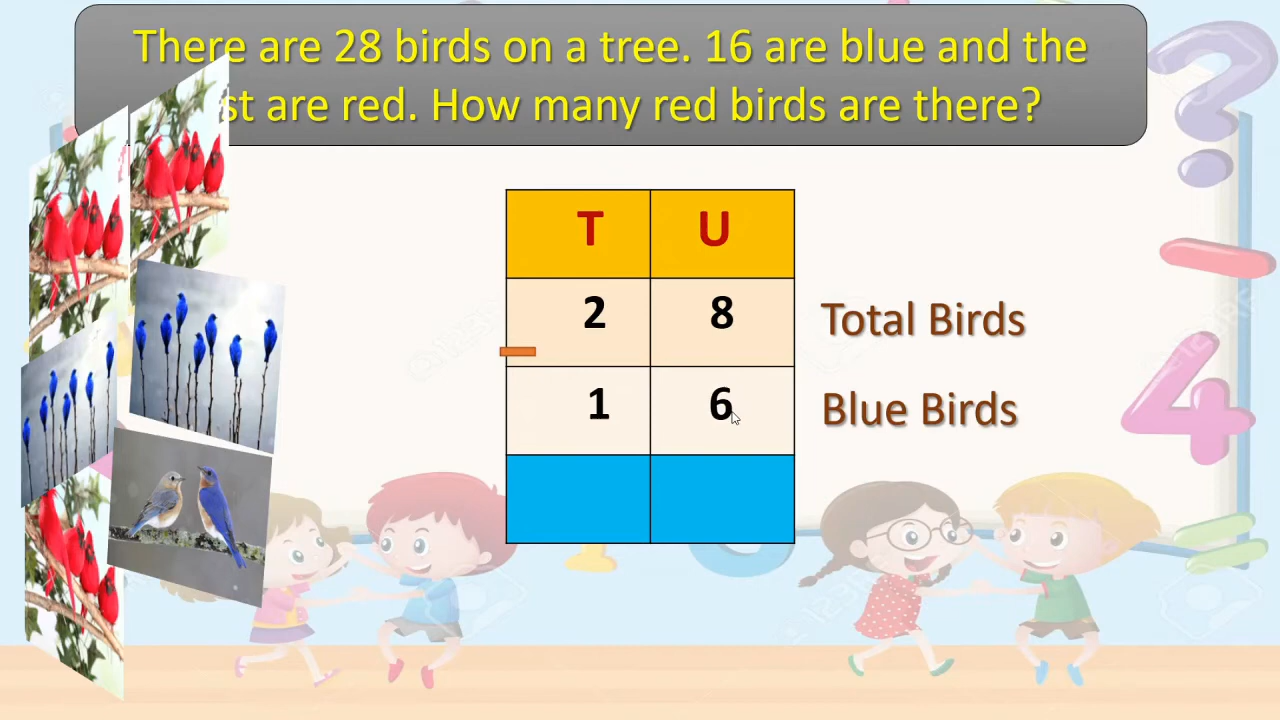 There are 28 birds on a tree. 16 are blue and the
st are red. How many red birds are there?
T U
2 8 Total Birds
1 6 Blue Birds